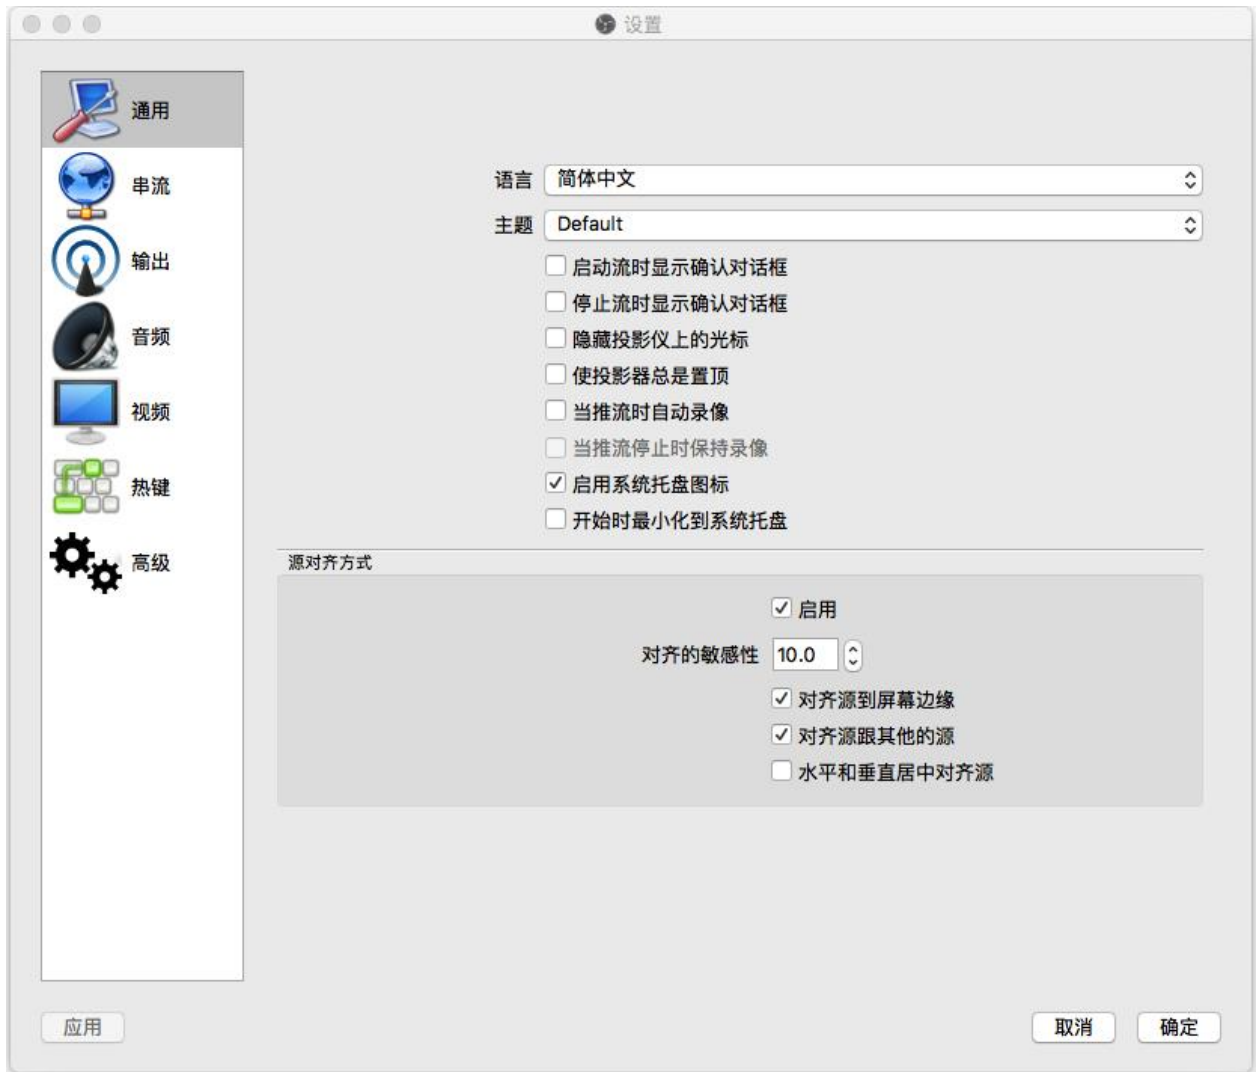 设置
通用
串流
输出
音频
视频
热键
高级
语言 简体中文
主题 Default
启动流时显示确认对话框
停止流时显示确认对话框
隐藏投影仪上的光标
使投影器总是置顶
当推流时自动录像
当推流停止时保持录像
启用系统托盘图标
开始时最小化到系统托盘
源对齐方式
启用
对齐的敏感性 10.0
对齐源到屏幕边缘
对齐源跟其他的源
水平和垂直居中对齐源
应用 取消 确定